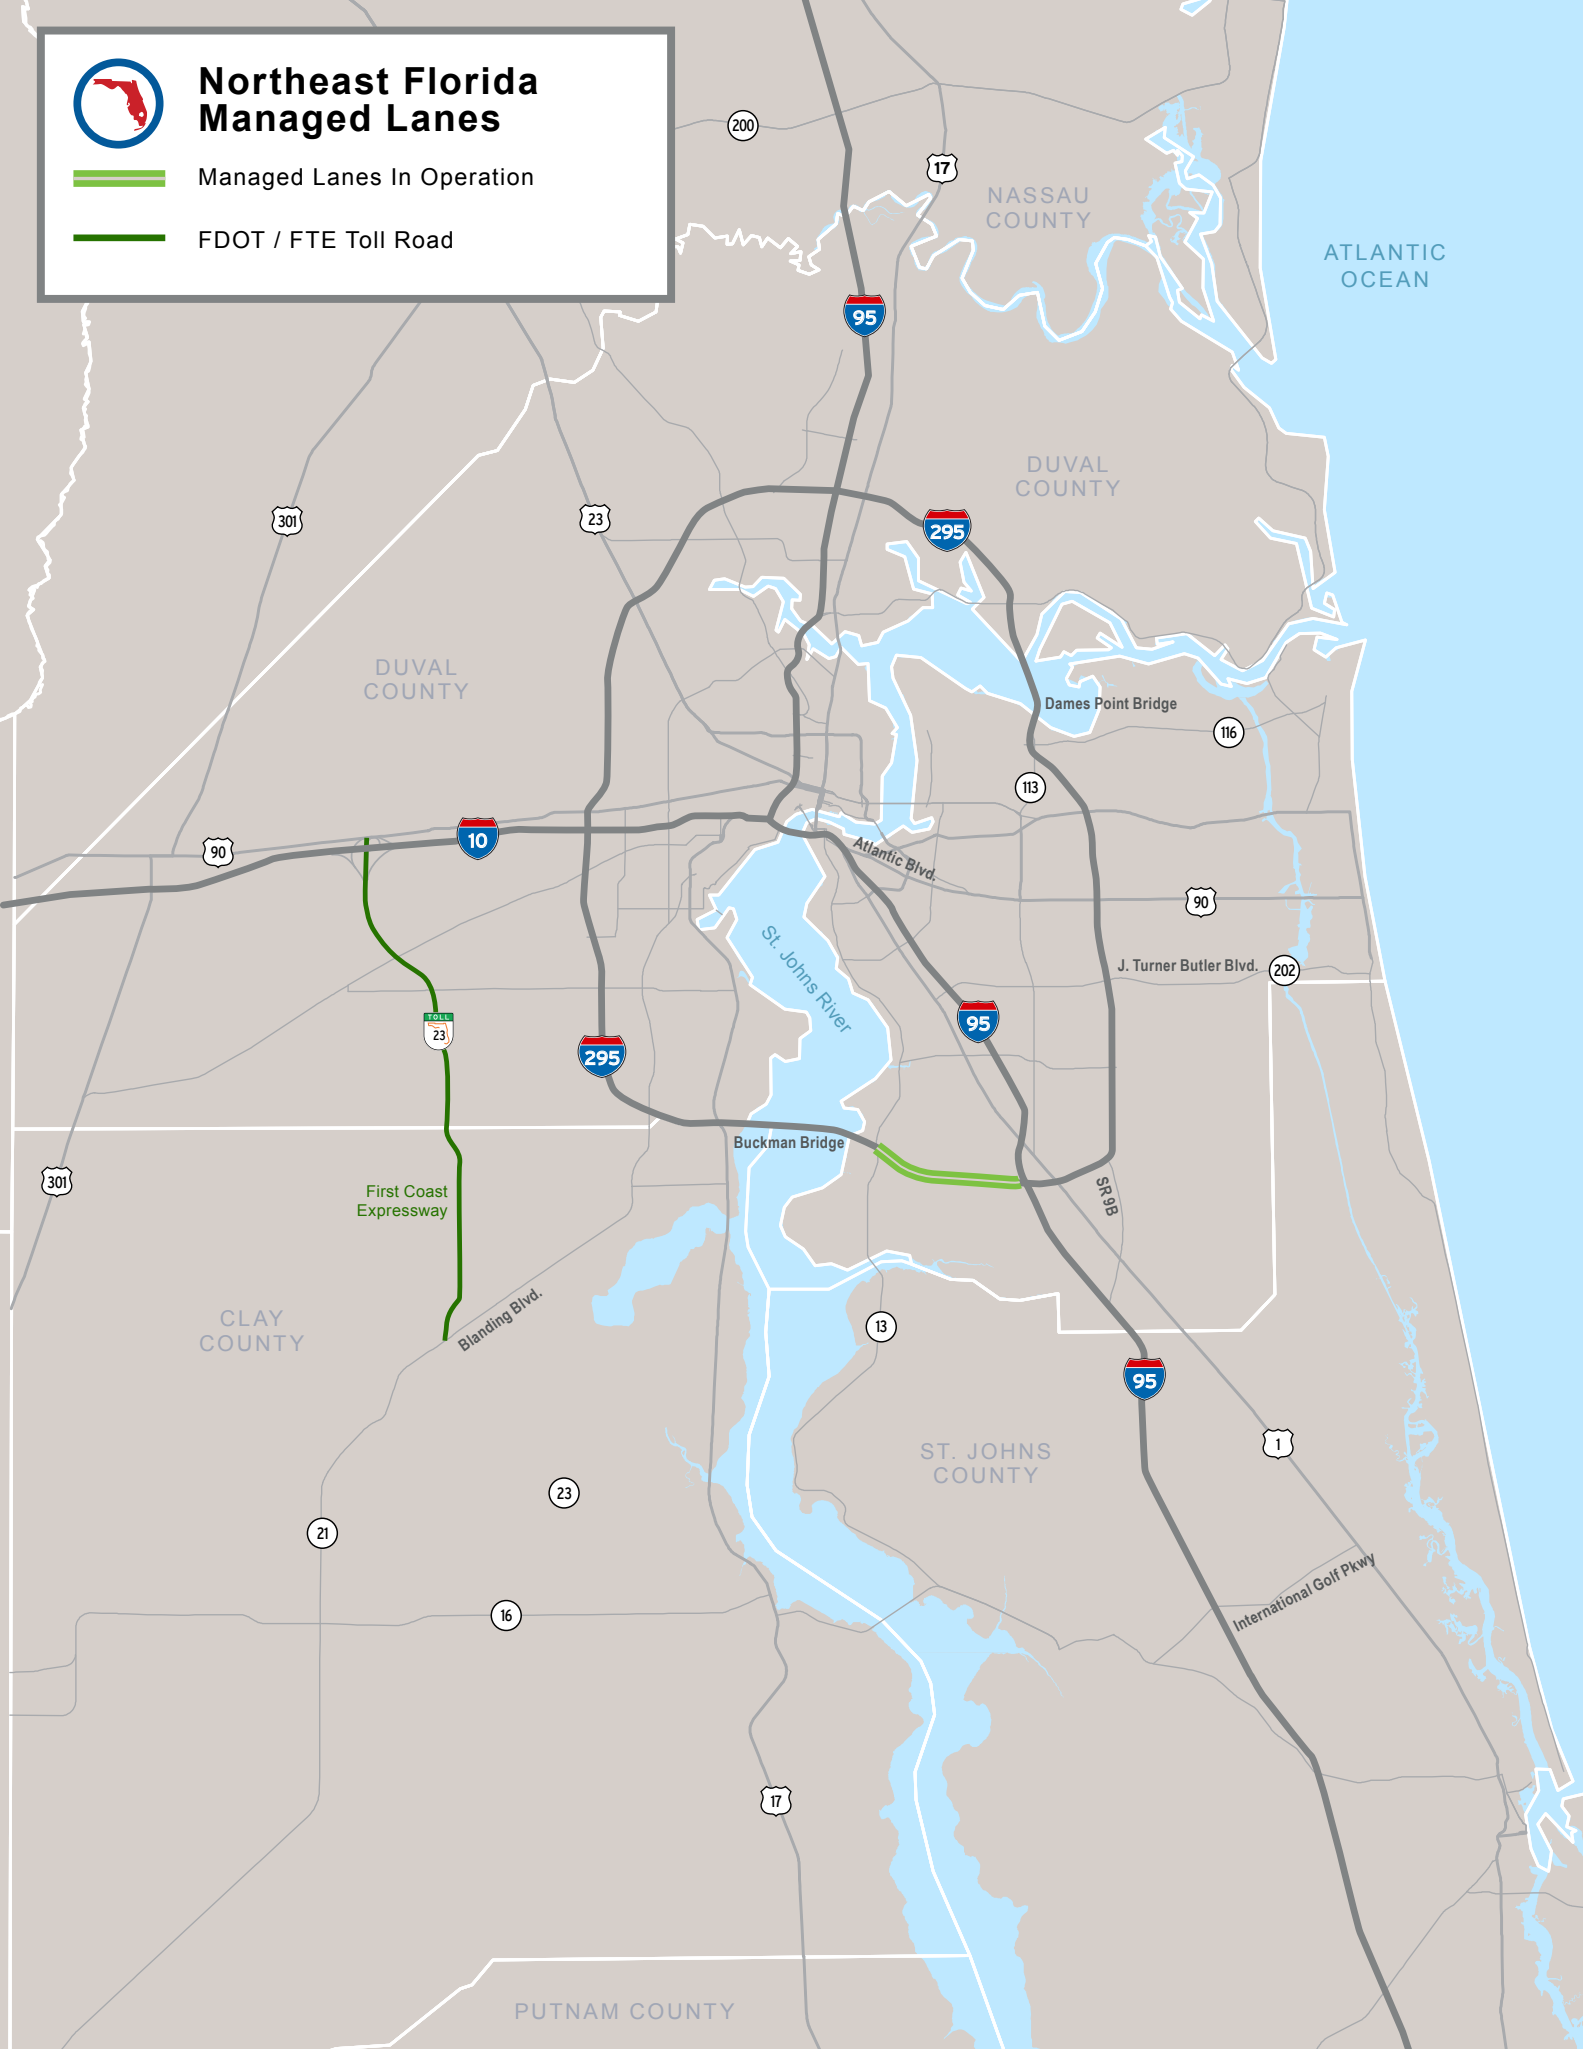 Northeast Florida
Managed Lanes
Managed Lanes In Operation
FDOT / FTE Toll Road
200
17
NASSAU
COUNTY
ATLANTIC
OCEAN
95
DUVAL
COUNTY
301
23
295
DUVAL
COUNTY
Dames Point Bridge
116
113
10
90
Atlantic Blvd.
90
St. Johns River
J. Turner Butler Blvd.
202
TOLL
23
95
295
Buckman Bridge
301
First Coast
Expressway
SR 9B
CLAY
COUNTY
Blanding Blvd.
13
95
ST. JOHNS
COUNTY
1
23
21
International Golf Pkwy
16
17
PUTNAM COUNTY